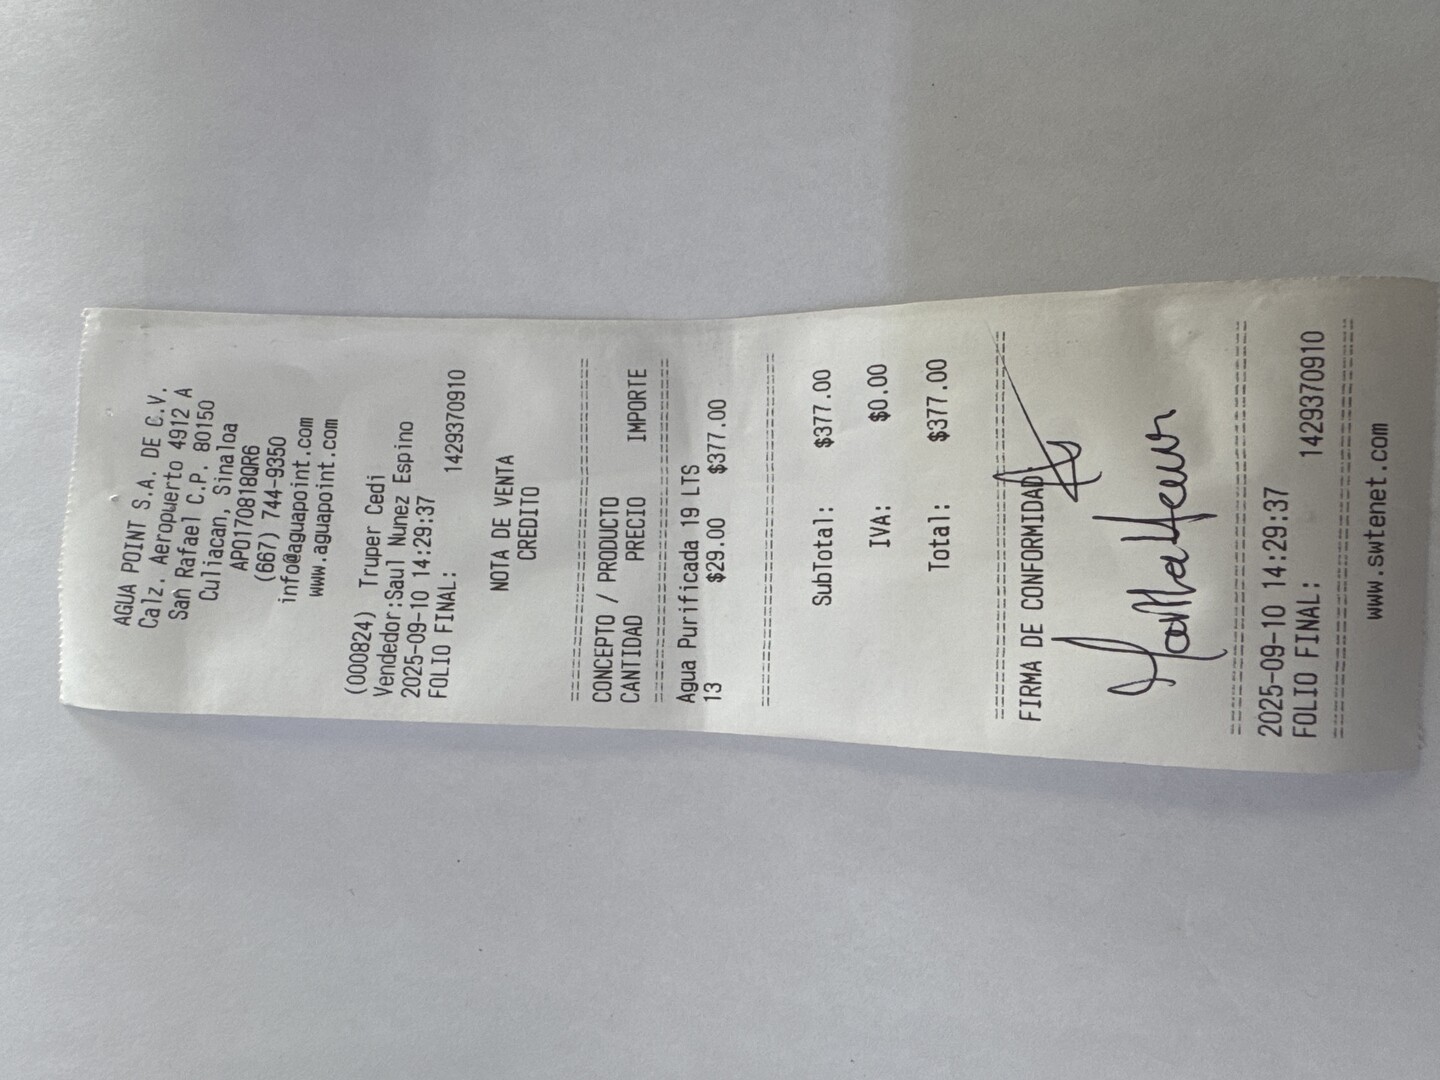 AGUA POINT S.A. DE C.V.
Calz. Aeropuerto 4912 A
San Rafael C.P. 80150
Culiacan, Sinaloa
APO170818QR6
(667) 744-9350
info@aguapoint.com
www.aguapoint.com
(000824) Truper Cedi
Vendedor:Saul Nunez Espino
2025-09-10 14:29:37
FOLIO FINAL: 1429370910
NOTA DE VENTA
CREDITO
==============================
CONCEPTO / PRODUCTO
CANTIDAD PRECIO IMPORTE
==============================
Agua Purificada 19 LTS
13 $29.00 $377.00
==============================
SubTotal: $377.00
IVA: $0.00
Total: $377.00
==============================
FIRMA DE CONFORMIDAD
==============================
2025-09-10 14:29:37
FOLIO FINAL: 1429370910
==============================
www.swtenet.com